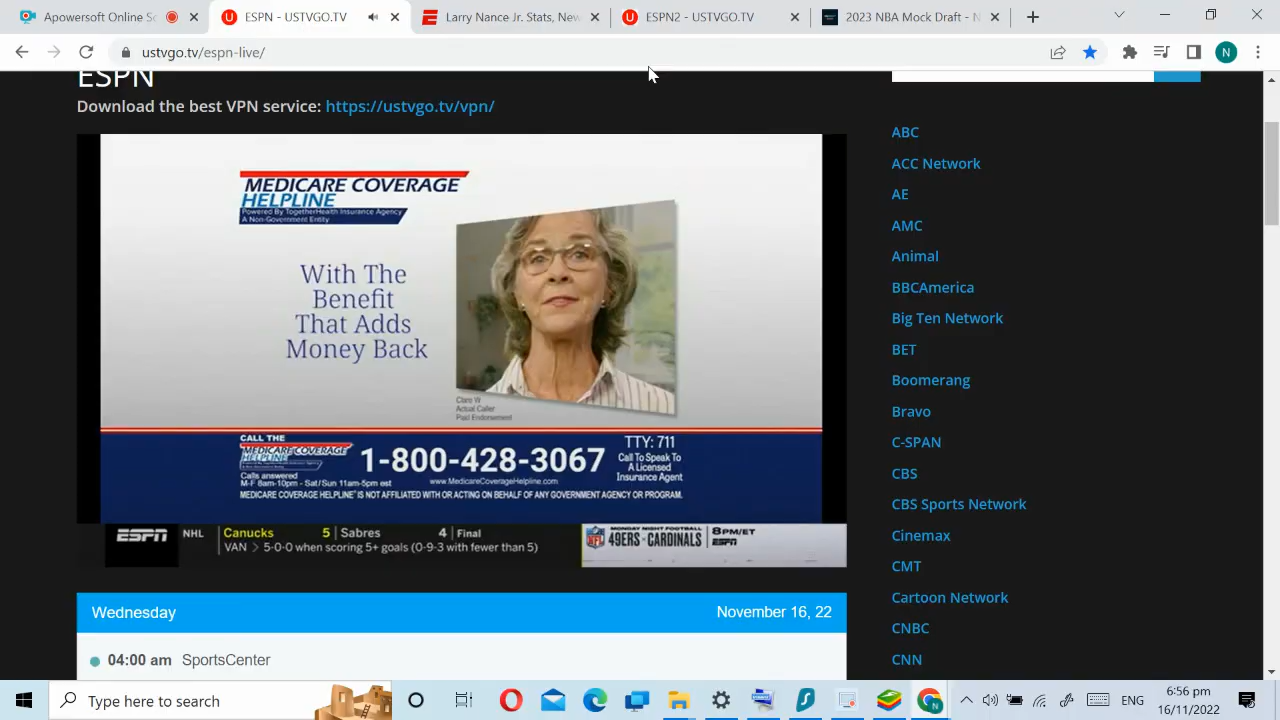 Apowersoft Online Sc
ESPN - USTVGO.TV
Larry Nance Jr. Stats, New
ESPN2 - USTVGO.TV
2023 NBA Mock Draft - N
ustvgo.tv/espn-live/
N
ESPN
Download the best VPN service: https://ustvgo.tv/vpn/
MEDICARE COVERAGE
HELPLINE
Powered By TogetherHealth Insurance Agency
A Non-Government Entity
With The
Benefit
That Adds
Money Back
Clare W
Actual Caller
Paid Endorsement
CALL THE
MEDICARE COVERAGE
HELPLINE
Calls answered
M-F 8am-10pm - Sat/Sun 11am-5pm est
1-800-428-3067
www.MedicareCoverageHelpline.com
TTY: 711
Call To Speak To
A Licensed
Insurance Agent
MEDICARE COVERAGE HELPLINE IS NOT AFFILIATED WITH OR ACTING ON BEHALF OF ANY GOVERNMENT AGENCY OR PROGRAM.
ESPN
NHL
Canucks 5 Sabres 4 Final
VAN > 5-0-0 when scoring 5+ goals (0-9-3 with fewer than 5)
NFL
MONDAY NIGHT FOOTBALL
49ERS CARDINALS
8PM/ET
ESPN
Wednesday
November 16, 22
04:00 am SportsCenter
ABC
ACC Network
AE
AMC
Animal
BBCAmerica
Big Ten Network
BET
Boomerang
Bravo
C-SPAN
CBS
CBS Sports Network
Cinemax
CMT
Cartoon Network
CNBC
CNN
Type here to search
ENG
6:56 pm
16/11/2022